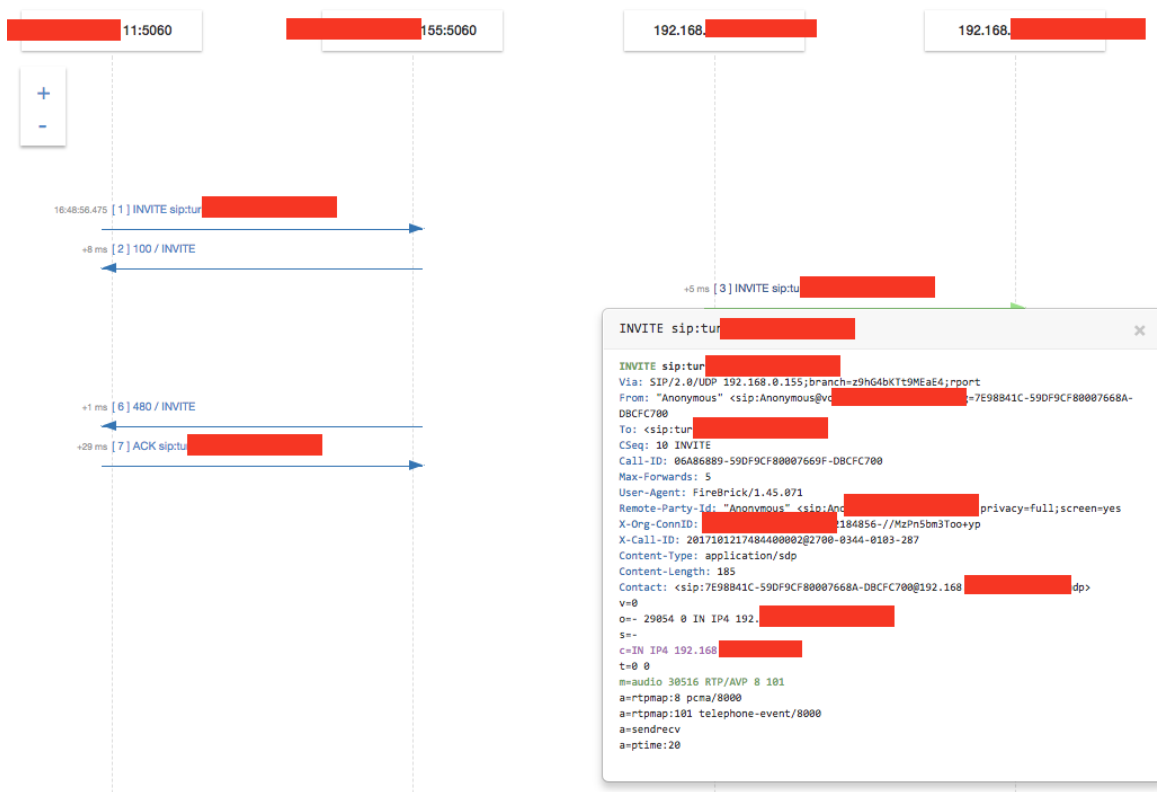 11:5060
155:5060
192.168.
192.168.
+
-
16:48:56.475 [ 1 ] INVITE sip:tur
+8 ms [ 2 ] 100 / INVITE
+5 ms [ 3 ] INVITE sip:tu
+1 ms [ 6 ] 480 / INVITE
+29 ms [ 7 ] ACK sip:tu
INVITE sip:tur ×
INVITE sip:tur
Via: SIP/2.0/UDP 192.168.0.155;branch=z9hG4bKTt9MEaE4;rport
From: "Anonymous" <sip:Anonymous@vo =7E98B41C-59DF9CF80007668A-
DBCFC700
To: <sip:tur
CSeq: 10 INVITE
Call-ID: 06A86889-59DF9CF80007669F-DBCFC700
Max-Forwards: 5
User-Agent: FireBrick/1.45.071
Remote-Party-Id: "Anonymous" <sip:Ano privacy=full;screen=yes
X-Org-ConnID: 2184856-//MzPn5bm3Too+yp
X-Call-ID: 2017101217484400002@2700-0344-0103-287
Content-Type: application/sdp
Content-Length: 185
Contact: <sip:7E98B41C-59DF9CF80007668A-DBCFC700@192.168 dp>
v=0
o=- 29054 0 IN IP4 192.
s=-
c=IN IP4 192.168
t=0 0
m=audio 30516 RTP/AVP 8 101
a=rtpmap:8 pcma/8000
a=rtpmap:101 telephone-event/8000
a=sendrecv
a=ptime:20